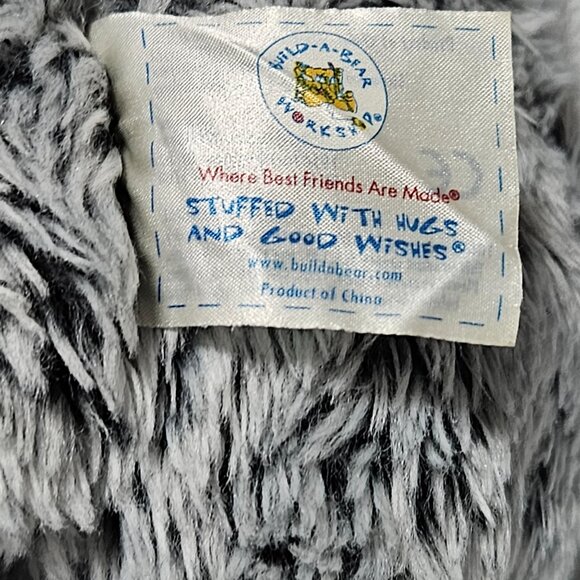 BUILD-A-BEAR
WORKSHOP®
Where Best Friends Are Made®
STUFFED WITH HUGS
AND GOOD WISHES®
www.buildabear.com
Product of China
CE